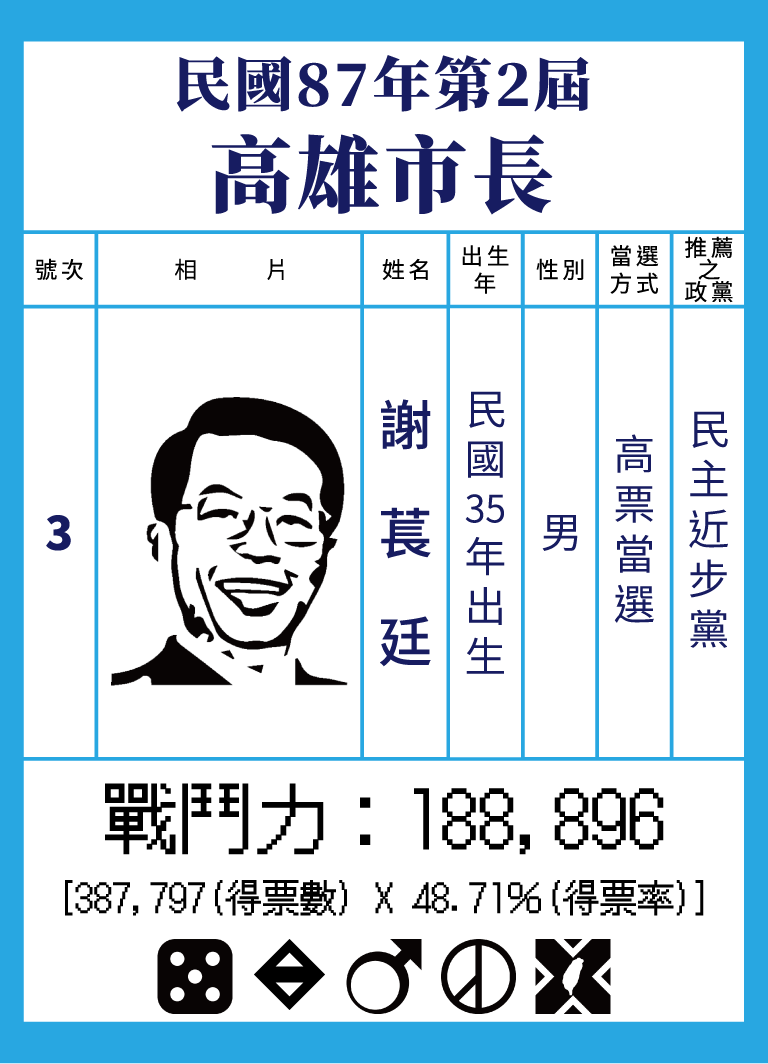 民國87年第2屆
高雄市長
號次
相 片
姓名
出生
年
性別
當選
方式
推薦
之
政黨
3
謝萇廷
民國35年出生
男
高票當選
民主近步黨
戰鬥力：188,896
[387,797(得票數) X 48.71%(得票率)]